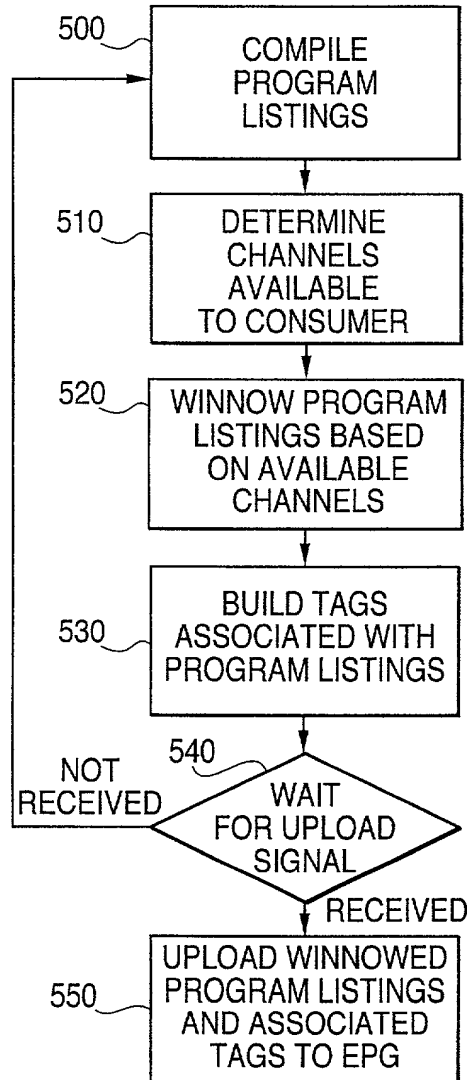 500
COMPILE
PROGRAM
LISTINGS
510
DETERMINE
CHANNELS
AVAILABLE
TO CONSUMER
520
WINNOW PROGRAM
LISTINGS BASED
ON AVAILABLE
CHANNELS
530
BUILD TAGS
ASSOCIATED WITH
PROGRAM LISTINGS
540
NOT
RECEIVED
WAIT
FOR UPLOAD
SIGNAL
RECEIVED
550
UPLOAD WINNOWED
PROGRAM LISTINGS
AND ASSOCIATED
TAGS TO EPG